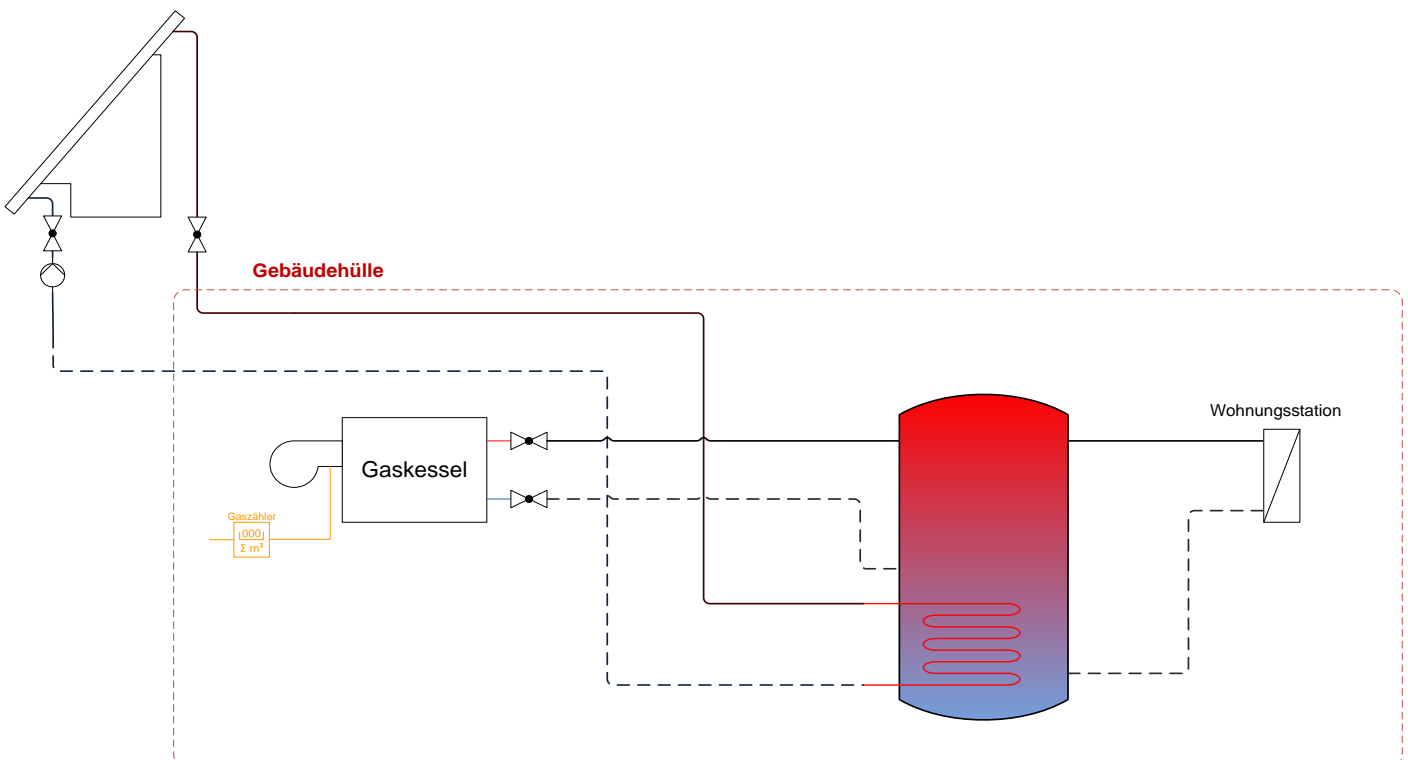 Gebäudehülle
Wohnungsstation
Gaskessel
Gaszähler
000
Σ m³